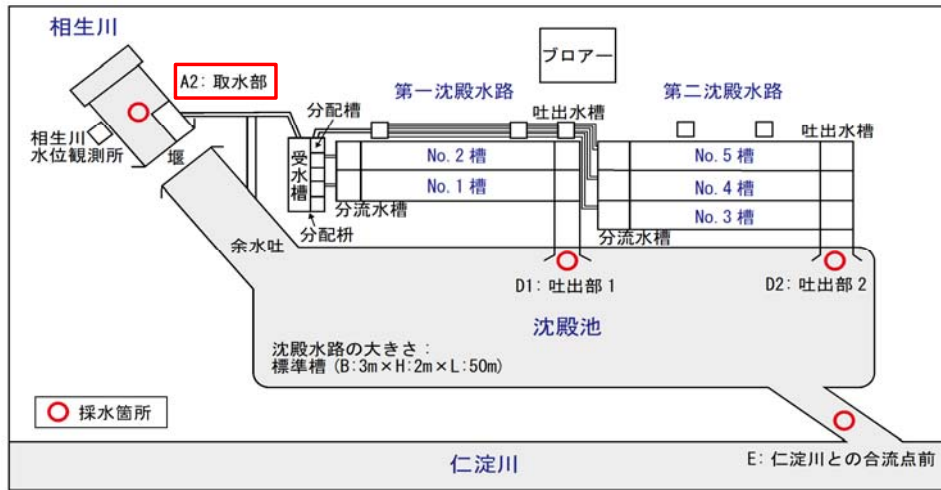 相生川
A2: 取水部
ブロアー
第一沈殿水路
第二沈殿水路
分配槽
吐出水槽
吐出水槽
相生川
水位観測所
堰
受水槽
No. 2 槽
No. 1 槽
No. 5 槽
No. 4 槽
No. 3 槽
分流水槽
分流水槽
分配枡
余水吐
D1: 吐出部 1
D2: 吐出部 2
沈殿池
沈殿水路の大きさ:
標準槽 (B:3m×H:2m×L:50m)
採水箇所
仁淀川
E: 仁淀川との合流点前